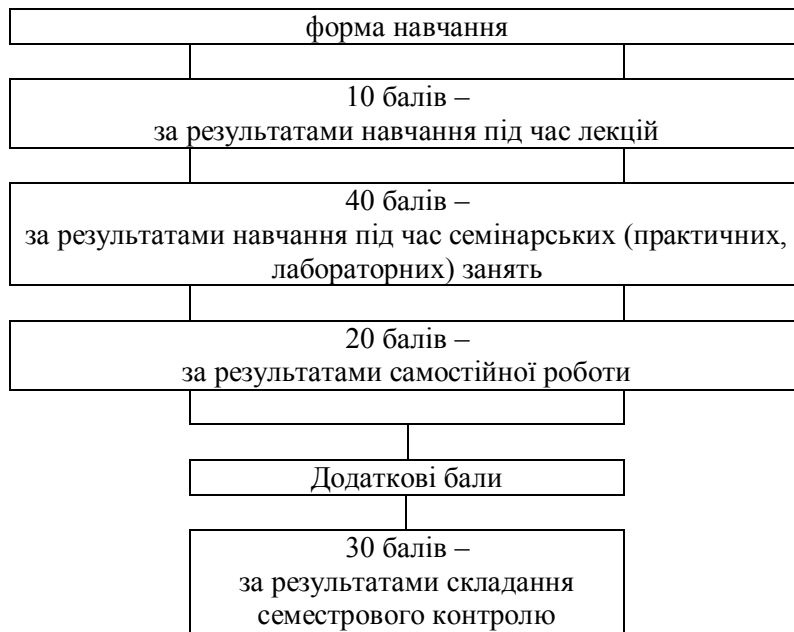 форма навчання
10 балів –
за результатами навчання під час лекцій
40 балів –
за результатами навчання під час семінарських (практичних,
лабораторних) занять
20 балів –
за результатами самостійної роботи
Додаткові бали
30 балів –
за результатами складання
семестрового контролю